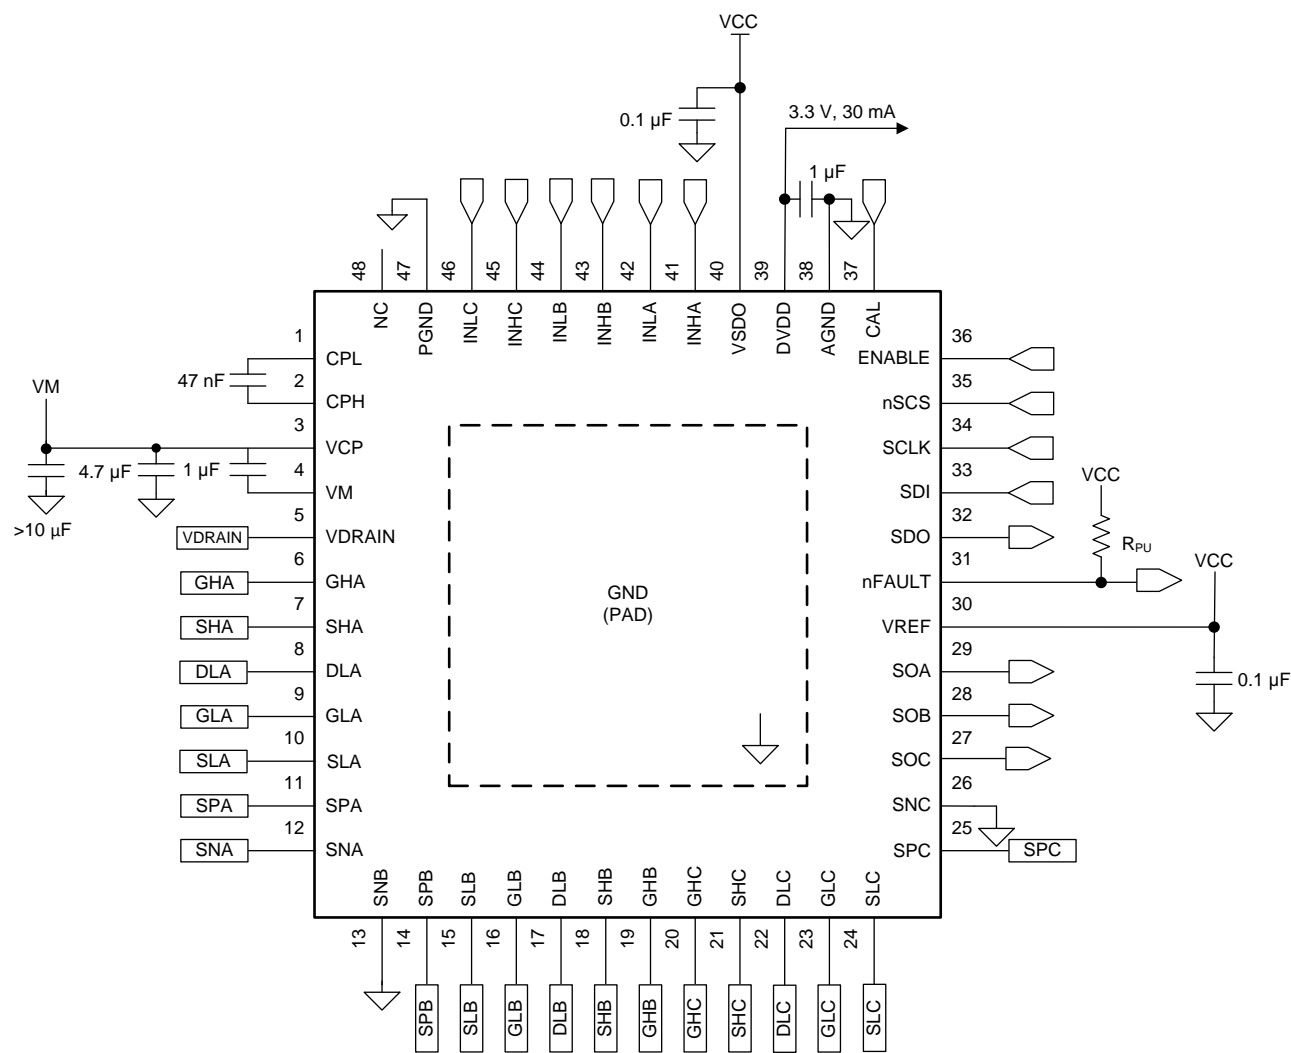 VCC
0.1 µF
3.3 V, 30 mA
1 µF
48
47
46
45
44
43
42
41
40
39
38
37
NC
PGND
INLC
INHC
INLB
INHB
INLA
INHA
VSDO
DVDD
AGND
CAL
1
CPL
47 nF
2
CPH
VM
3
VCP
4.7 µF
1 µF
4
VM
>10 µF
5
VDRAIN
VDRAIN
6
GHA
GHA
7
SHA
SHA
8
DLA
DLA
9
GLA
GLA
10
SLA
SLA
11
SPA
SPA
12
SNA
SNA
GND
(PAD)
36
ENABLE
35
nSCS
34
SCLK
33
SDI
VCC
32
SDO
RPU
31
nFAULT
VCC
30
VREF
29
SOA
0.1 µF
28
SOB
27
SOC
26
SNC
25
SPC
SPC
SNB
SPB
SLB
GLB
DLB
SHB
GHB
GHC
SHC
DLC
GLC
SLC
13
14
15
16
17
18
19
20
21
22
23
24
SPB
SLB
GLB
DLB
SHB
GHB
GHC
SHC
DLC
GLC
SLC